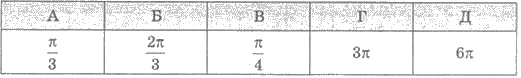 А Б В Г Д
π/3 2π/3 π/4 3π 6π